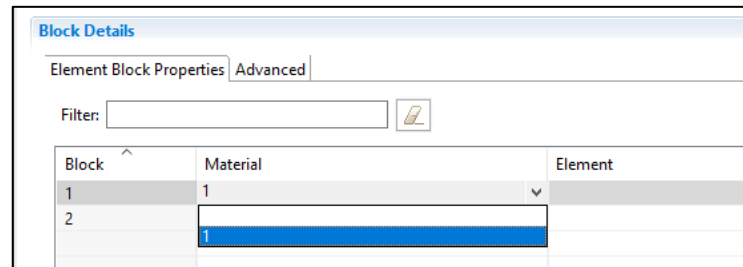 Block Details
Element Block Properties Advanced
Filter:
Block Material Element
1 1
2
1